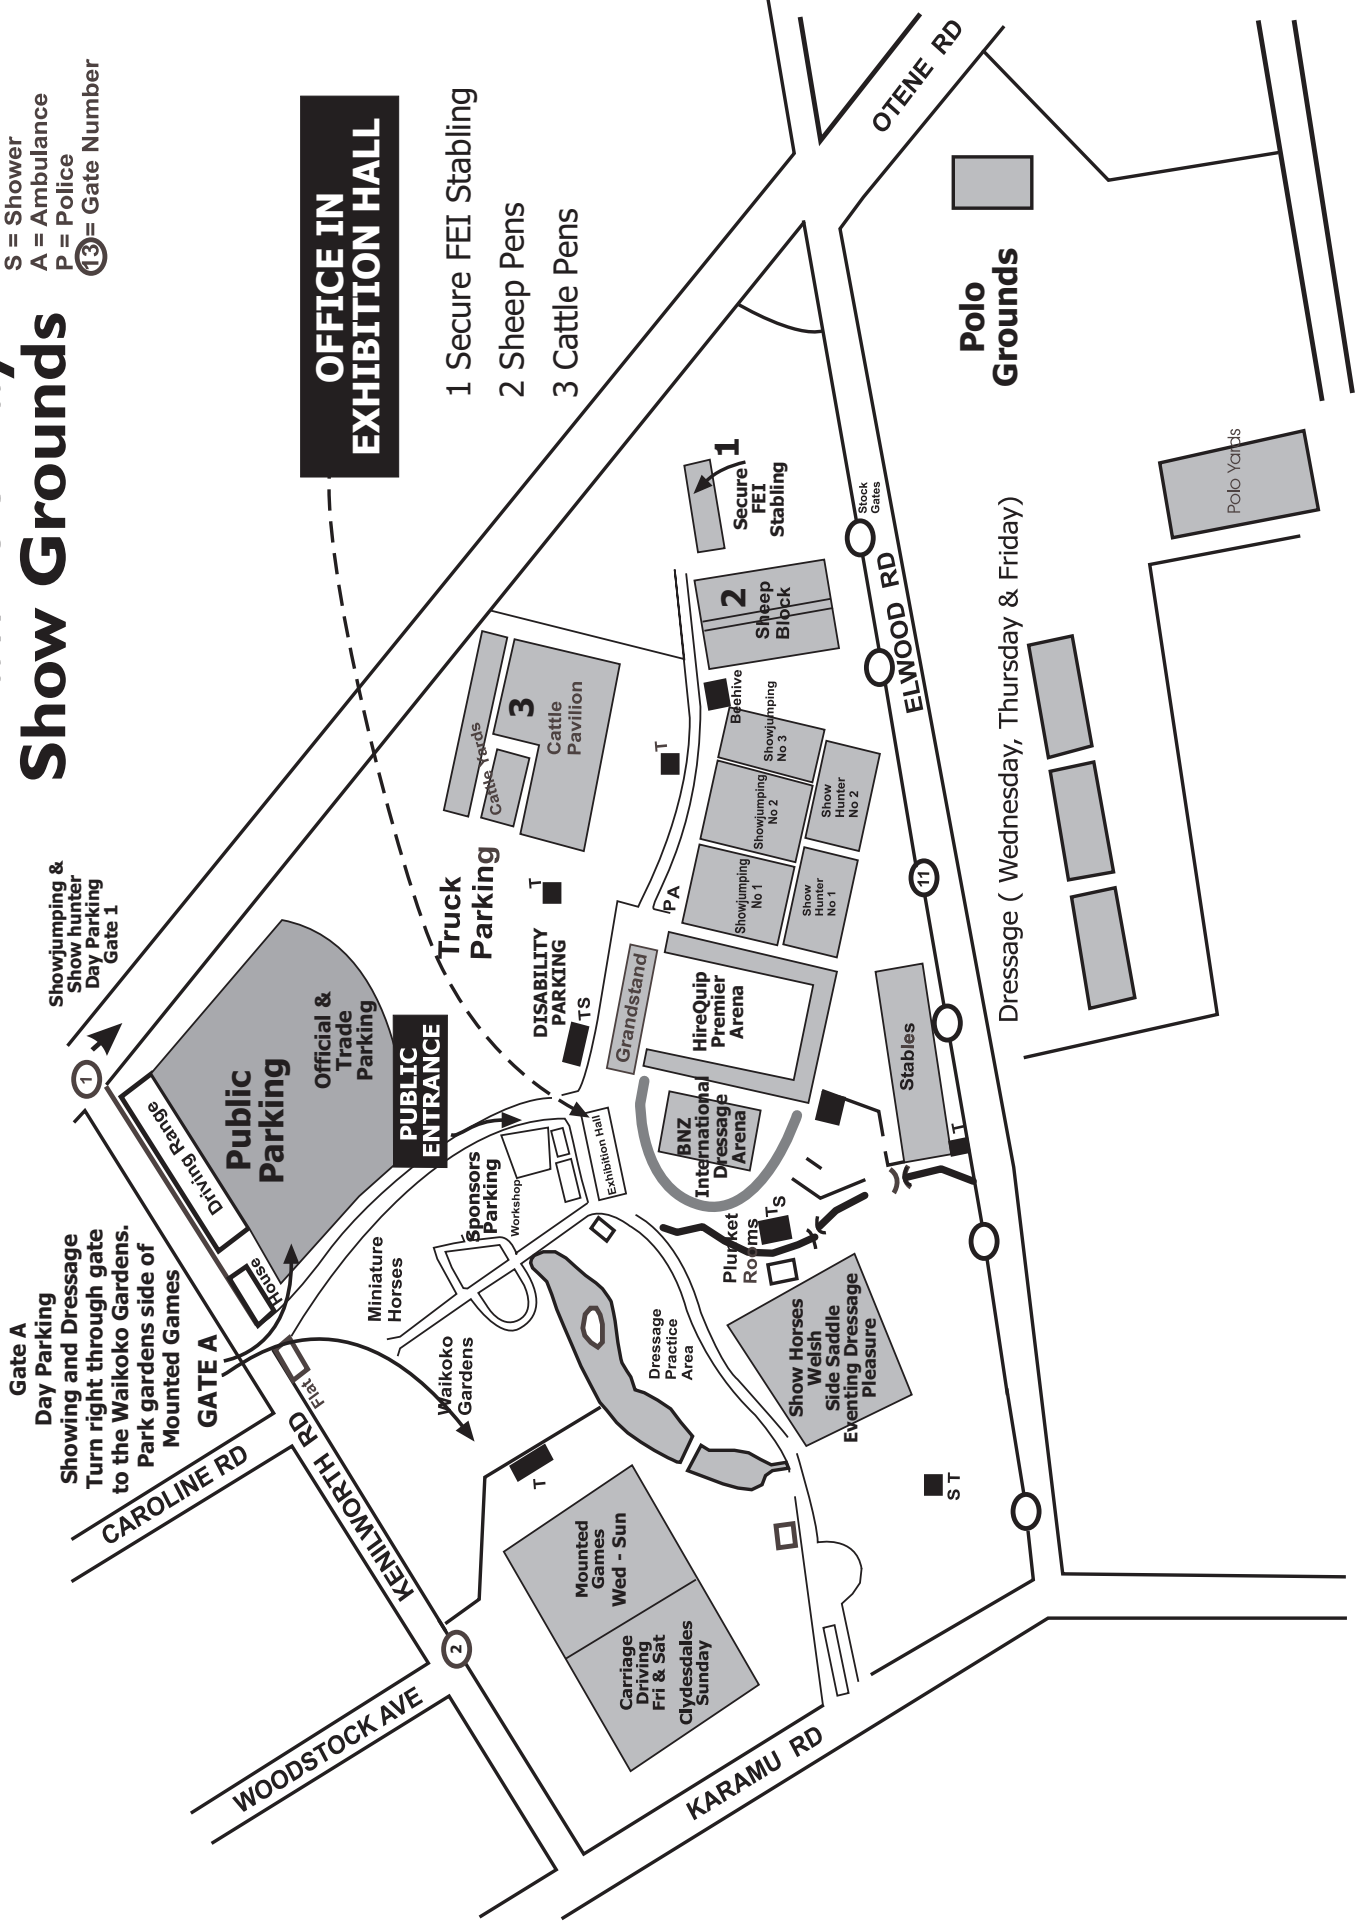 Show Grounds
S = Shower
A = Ambulance
P = Police
13 = Gate Number
OFFICE IN
EXHIBITION HALL
1 Secure FEI Stabling
2 Sheep Pens
3 Cattle Pens
Showjumping &
Show hunter
Day Parking
Gate 1
1
Gate A
Day Parking
Showing and Dressage
Turn right through gate
to the Waikoko Gardens.
Park gardens side of
Mounted Games
GATE A
CAROLINE RD
KENILWORTH RD
WOODSTOCK AVE
KARAMU RD
ELWOOD RD
OTENE RD
Driving Range
House
Flat
Public
Parking
Official &
Trade
Parking
PUBLIC
ENTRANCE
Truck
Parking
DISABILITY
PARKING
TS
T
T
Cattle Yards
Cattle
Pavilion
3
Sponsors
Parking
Workshop
Exhibition Hall
Miniature
Horses
Waikoko
Gardens
Grandstand
HireQuip
Premier
Arena
P A
BNZ
International
Dressage
Arena
Showjumping
No 1
Showjumping
No 2
Showjumping
No 3
Show
Hunter
No 1
Show
Hunter
No 2
Beehive
2
Sheep
Block
1
Secure
FEI
Stabling
Stock
Gates
Stables
T
Plunket
Rooms
TS
Dressage
Practice
Area
Show Horses
Welsh
Side Saddle
Eventing Dressage
Pleasure
T
Mounted
Games
Wed - Sun
Carriage
Driving
Fri & Sat
Clydesdales
Sunday
2
S T
11
Polo
Grounds
Polo Yards
Dressage ( Wednesday, Thursday & Friday)